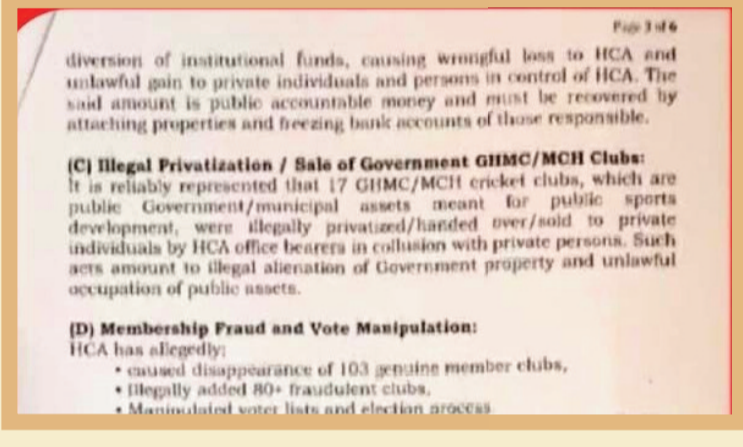 Page 3 of 6
diversion of institutional funds, causing wrongful loss to HCA and
unlawful gain to private individuals and persons in control of HCA. The
said amount is public accountable money and must be recovered by
attaching properties and freezing bank accounts of those responsible.
(C) Illegal Privatization / Sale of Government GHMC/MCH Clubs:
It is reliably represented that 17 GHMC/MCH cricket clubs, which are
public Government/municipal assets meant for public sports
development, were illegally privatized/handed over/sold to private
individuals by HCA office bearers in collusion with private persons. Such
acts amount to illegal alienation of Government property and unlawful
occupation of public assets.
(D) Membership Fraud and Vote Manipulation:
HCA has allegedly:
• caused disappearance of 103 genuine member clubs,
• Illegally added 80+ fraudulent clubs,
• Manipulated voter lists and election process